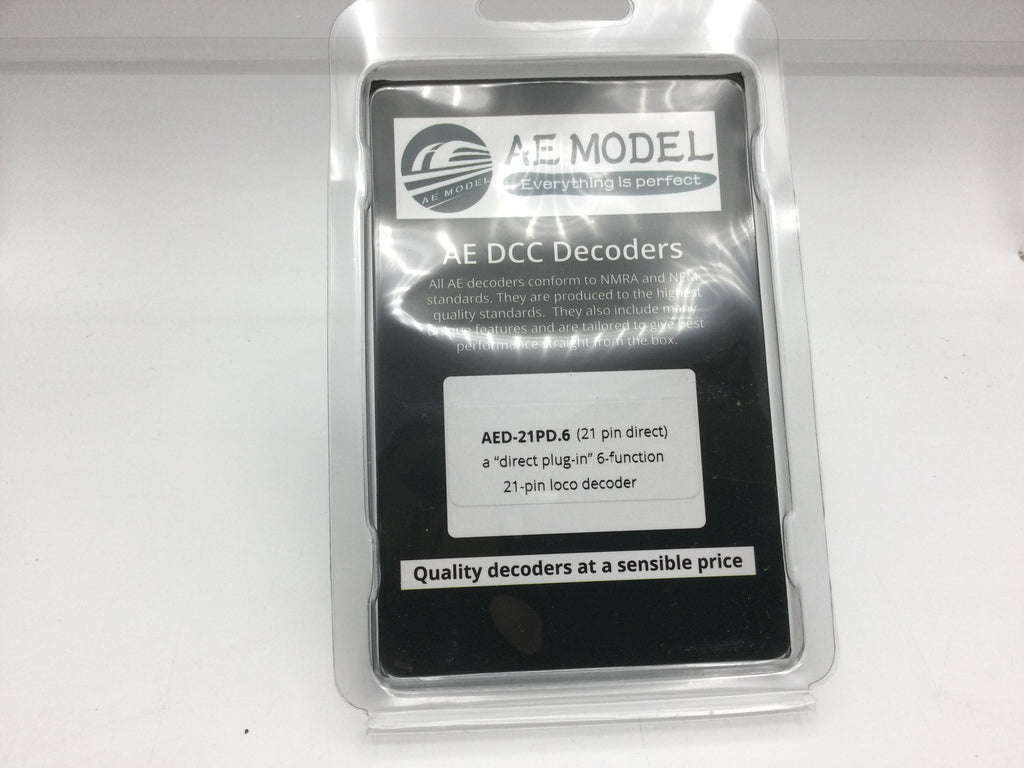 AE MODEL
AE MODEL
Everything is perfect
AE DCC Decoders
All AE decoders conform to NMRA and NEM
standards. They are produced to the highest
quality standards. They also include many
unique features and are tailored to give best
performance straight from the box.
AED-21PD.6 (21 pin direct)
a “direct plug-in” 6-function
21-pin loco decoder
Quality decoders at a sensible price